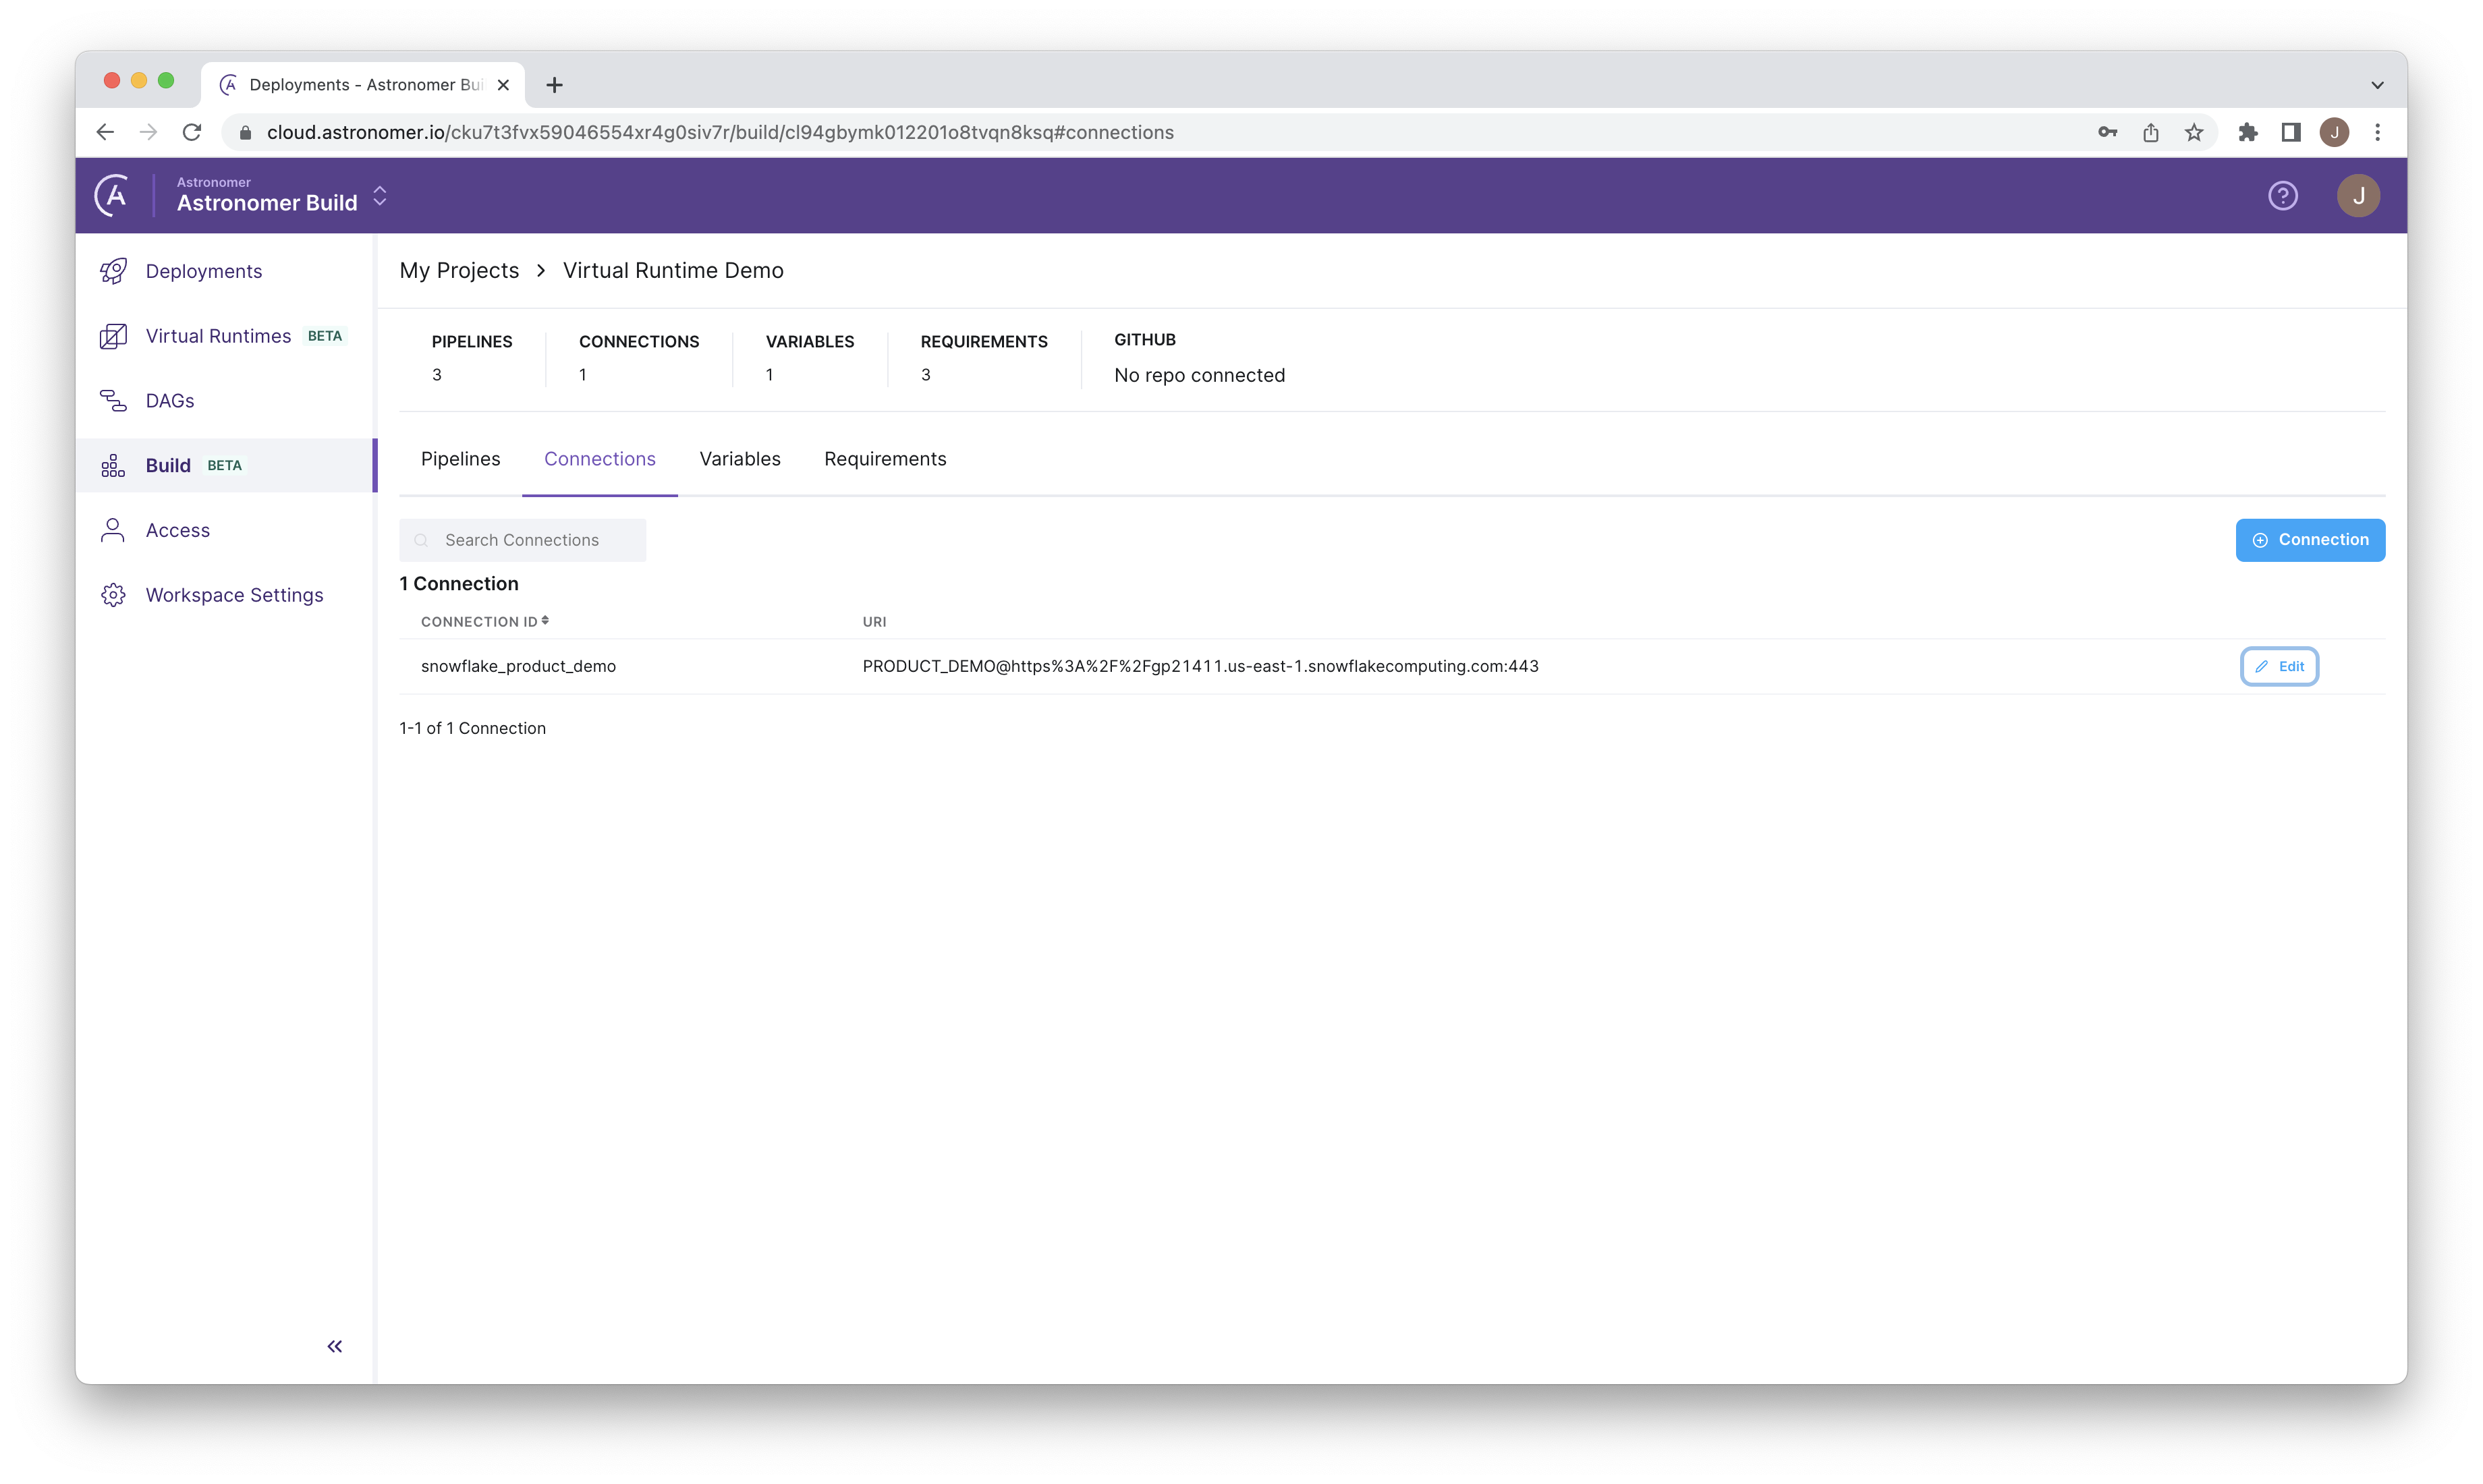 Deployments - Astronomer Bui
cloud.astronomer.io/cku7t3fvx59046554xr4g0siv7r/build/cl94gbymk012201o8tvqn8ksq#connections
J
Astronomer
Astronomer Build
J
Deployments
Virtual Runtimes BETA
DAGs
Build BETA
Access
Workspace Settings
My Projects > Virtual Runtime Demo
PIPELINES CONNECTIONS VARIABLES REQUIREMENTS GITHUB
3 1 1 3 No repo connected
Pipelines Connections Variables Requirements
Search Connections
Connection
1 Connection
CONNECTION ID URI
snowflake_product_demo PRODUCT_DEMO@https%3A%2F%2Fgp21411.us-east-1.snowflakecomputing.com:443 Edit
1-1 of 1 Connection